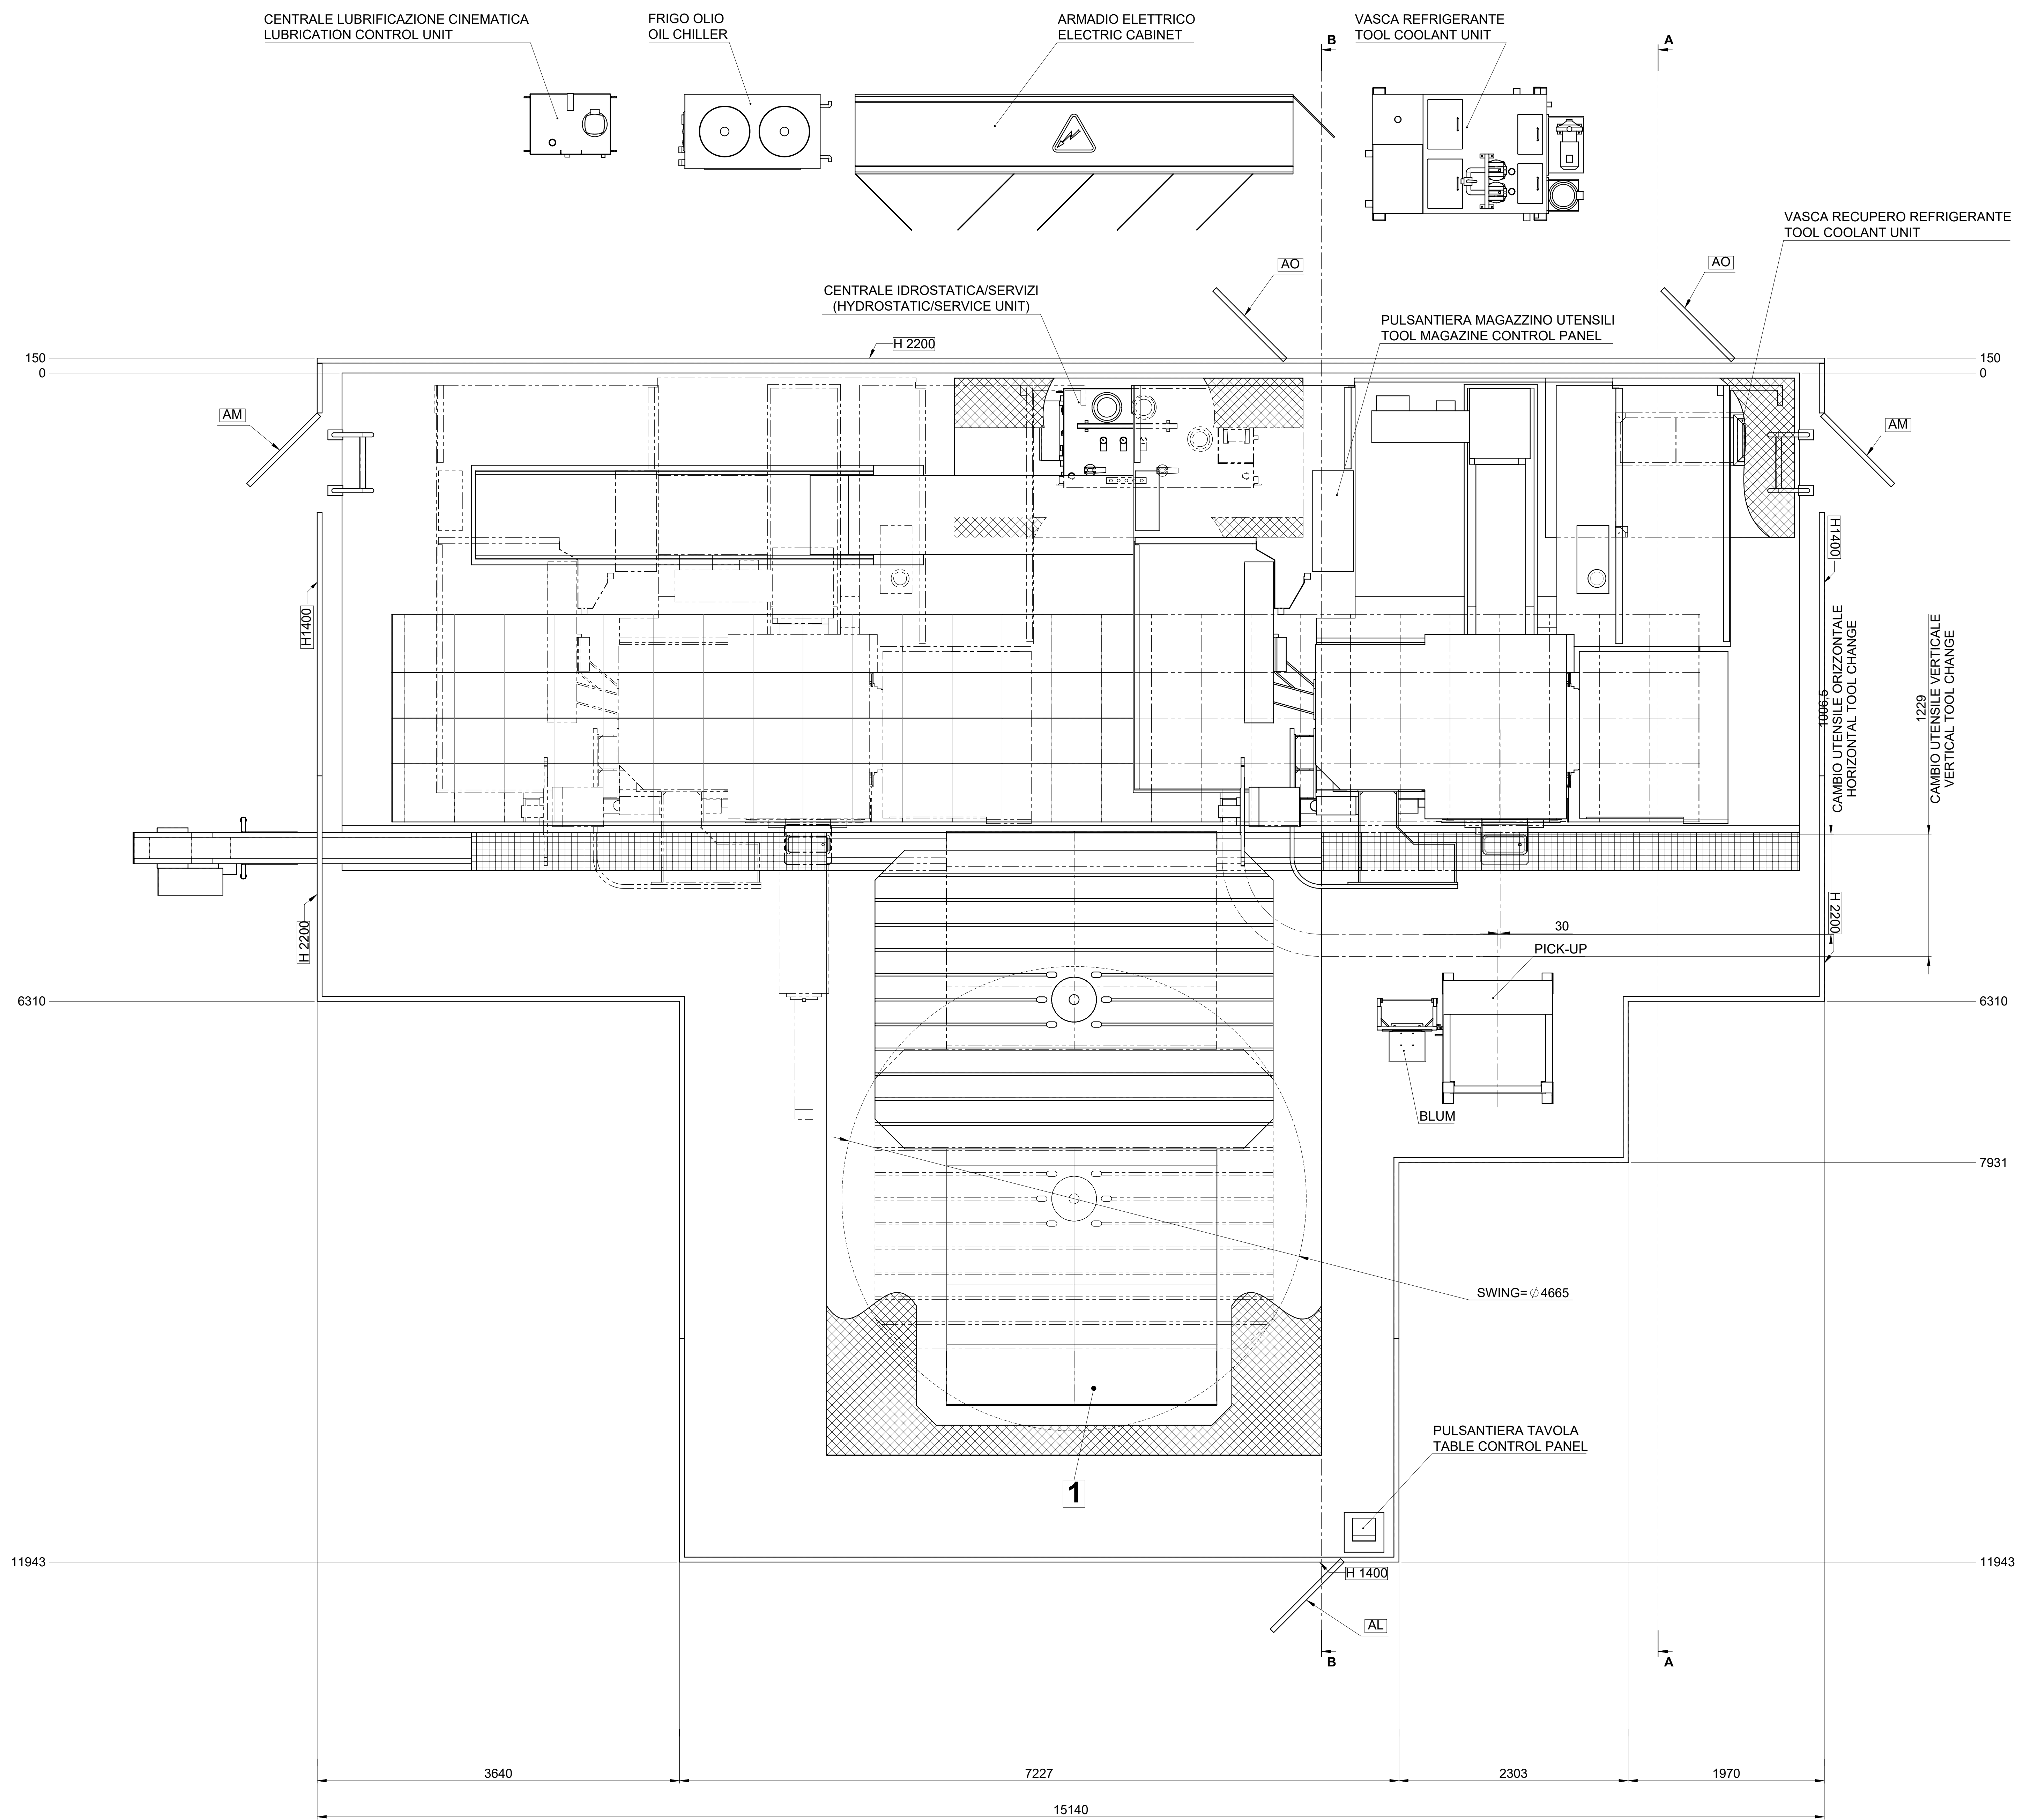 CENTRALE LUBRIFICAZIONE CINEMATICA
LUBRICATION CONTROL UNIT
FRIGO OLIO
OIL CHILLER
ARMADIO ELETTRICO
ELECTRIC CABINET
VASCA REFRIGERANTE
TOOL COOLANT UNIT
B
A
VASCA RECUPERO REFRIGERANTE
TOOL COOLANT UNIT
AO
AO
CENTRALE IDROSTATICA/SERVIZI
(HYDROSTATIC/SERVICE UNIT)
PULSANTIERA MAGAZZINO UTENSILI
TOOL MAGAZINE CONTROL PANEL
H 2200
150
0
150
0
AM
AM
H1400
H1400
1006,5
CAMBIO UTENSILE ORIZZONTALE
HORIZONTAL TOOL CHANGE
1229
CAMBIO UTENSILE VERTICALE
VERTICAL TOOL CHANGE
H 2200
H 2200
30
PICK-UP
6310
6310
BLUM
7931
SWING= Ø 4665
PULSANTIERA TAVOLA
TABLE CONTROL PANEL
1
11943
11943
H 1400
AL
B
A
3640
7227
2303
1970
15140